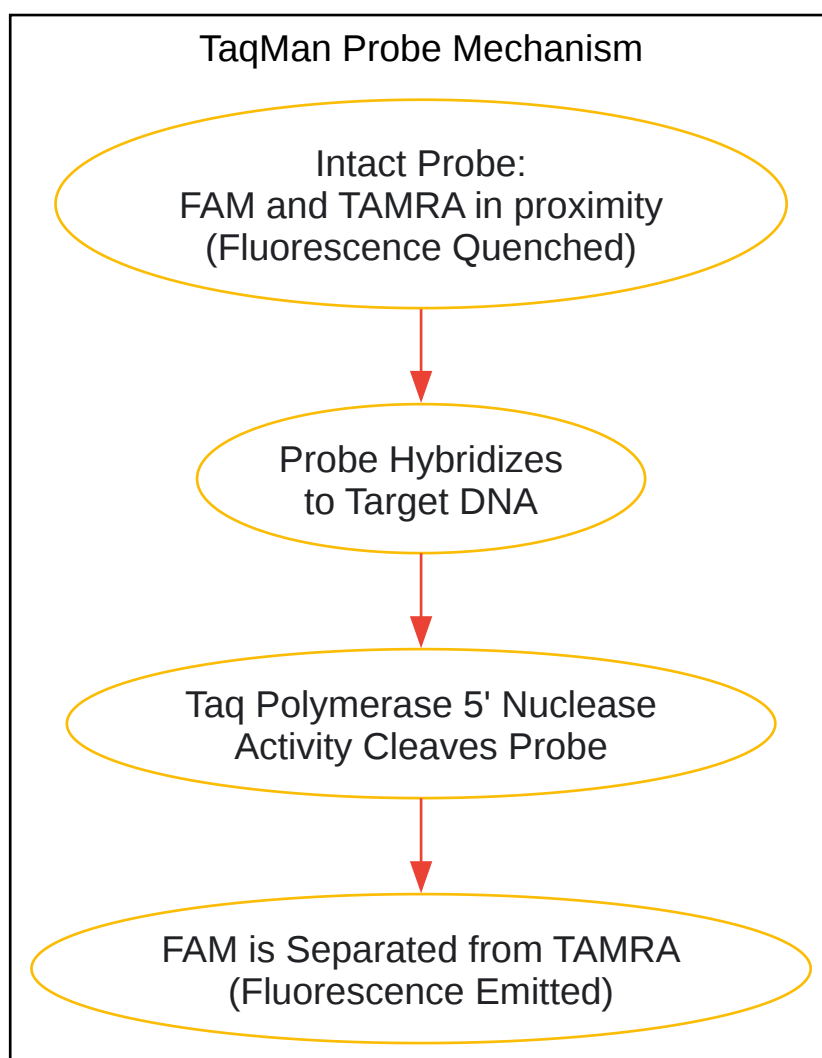 TaqMan Probe Mechanism
Intact Probe:
FAM and TAMRA in proximity
(Fluorescence Quenched)
Probe Hybridizes
to Target DNA
Taq Polymerase 5' Nuclease
Activity Cleaves Probe
FAM is Separated from TAMRA
(Fluorescence Emitted)